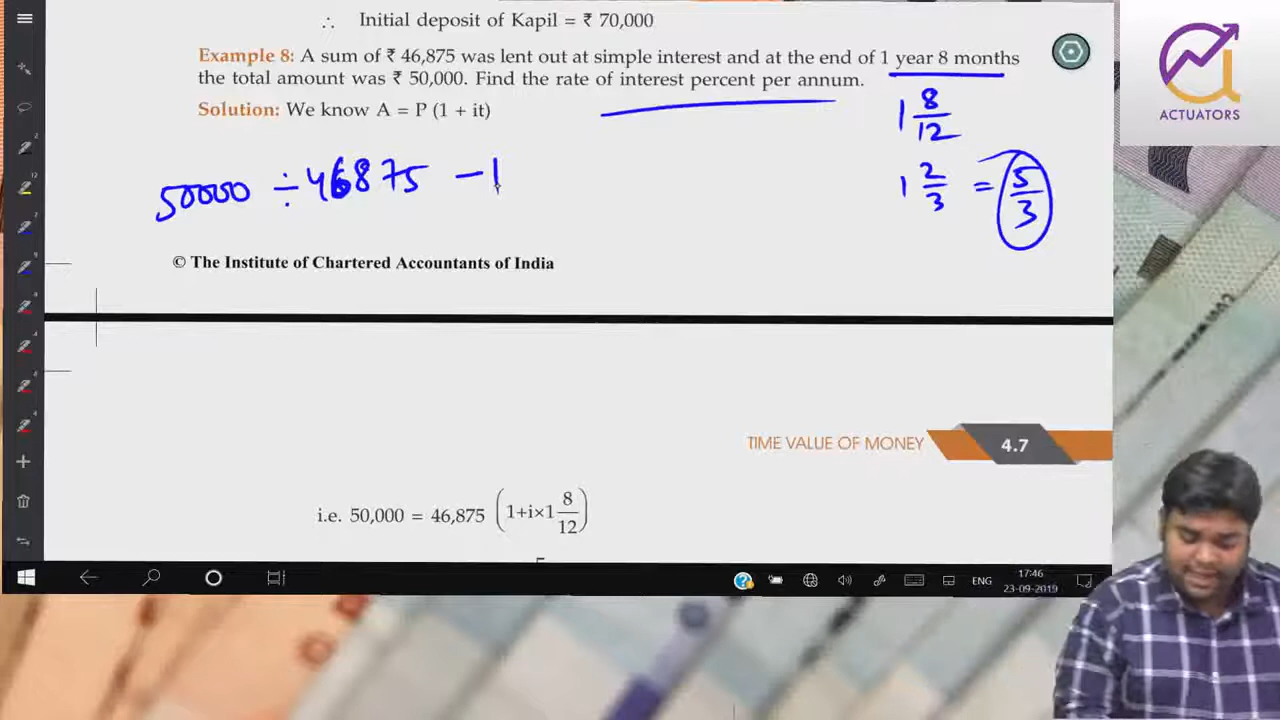 ∴ Initial deposit of Kapil = ₹ 70,000
Example 8: A sum of ₹ 46,875 was lent out at simple interest and at the end of 1 year 8 months
the total amount was ₹ 50,000. Find the rate of interest percent per annum.
Solution: We know A = P (1 + it)
1 8/12
50000 ÷ 46875 - 1
1 2/3 = 5/3
© The Institute of Chartered Accountants of India
TIME VALUE OF MONEY 4.7
i.e. 50,000 = 46,875 (1+i×1 8/12)
ACTUATORS
ENG
17:46
23-09-2019